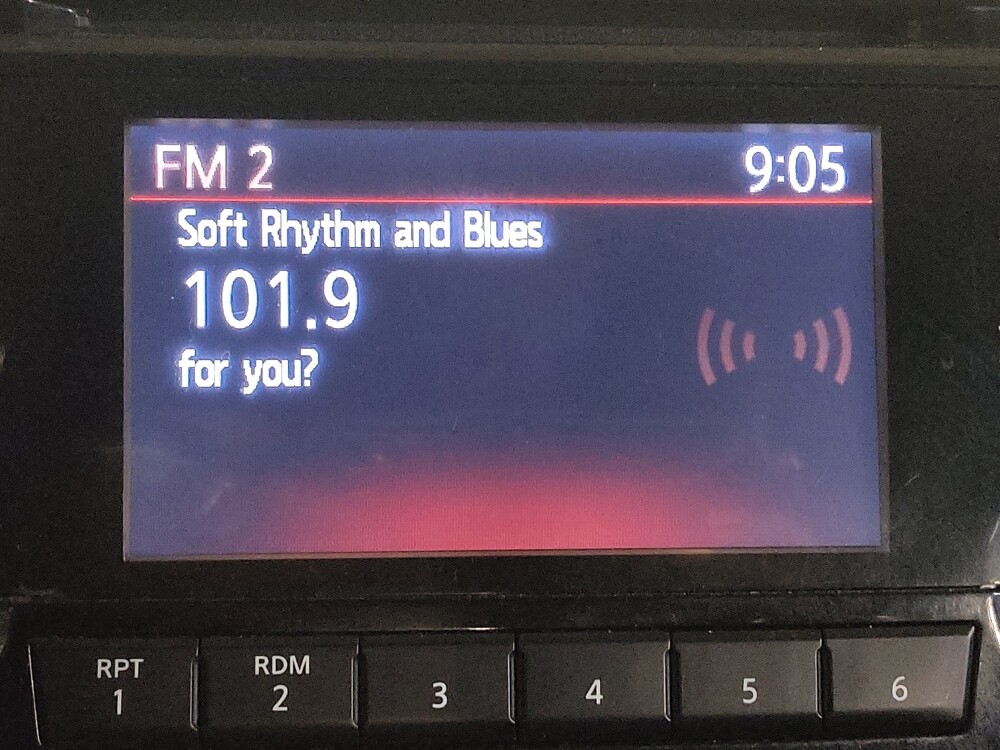 FM 2 9:05
Soft Rhythm and Blues
101.9
for you?
RPT RDM
1 2 3 4 5 6